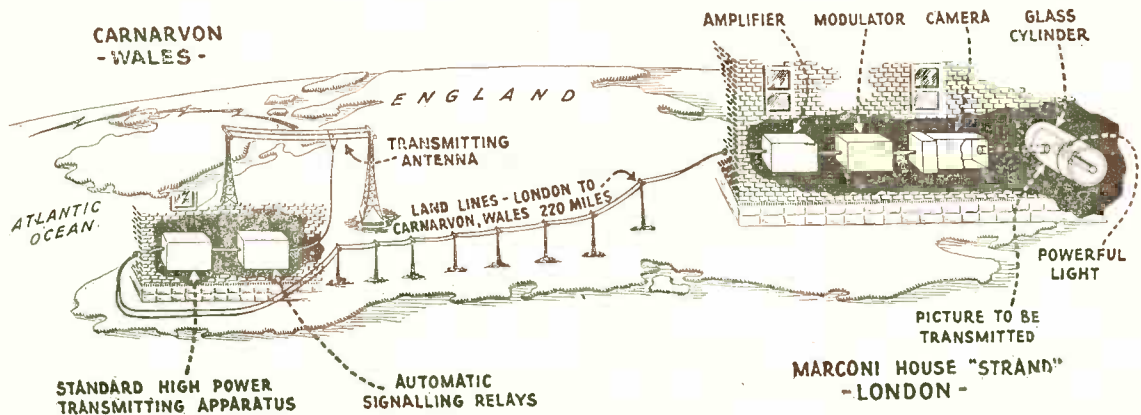 CARNARVON
WALES -
ENGLAND
TRANSMITTING
ANTENNA
ATLANTIC
OCEAN.
LAND LINES - LONDON TO
CARNARVON, WALES 220 MILES
STANDARD HIGH POWER
TRANSMITTING APPARATUS
AUTOMATIC
SIGNALLING RELAYS
AMPLIFIER
MODULATOR
CAMERA
GLASS
CYLINDER
POWERFUL
LIGHT
PICTURE TO BE
TRANSMITTED
MARCONI HOUSE "STRAND"
- LONDON -